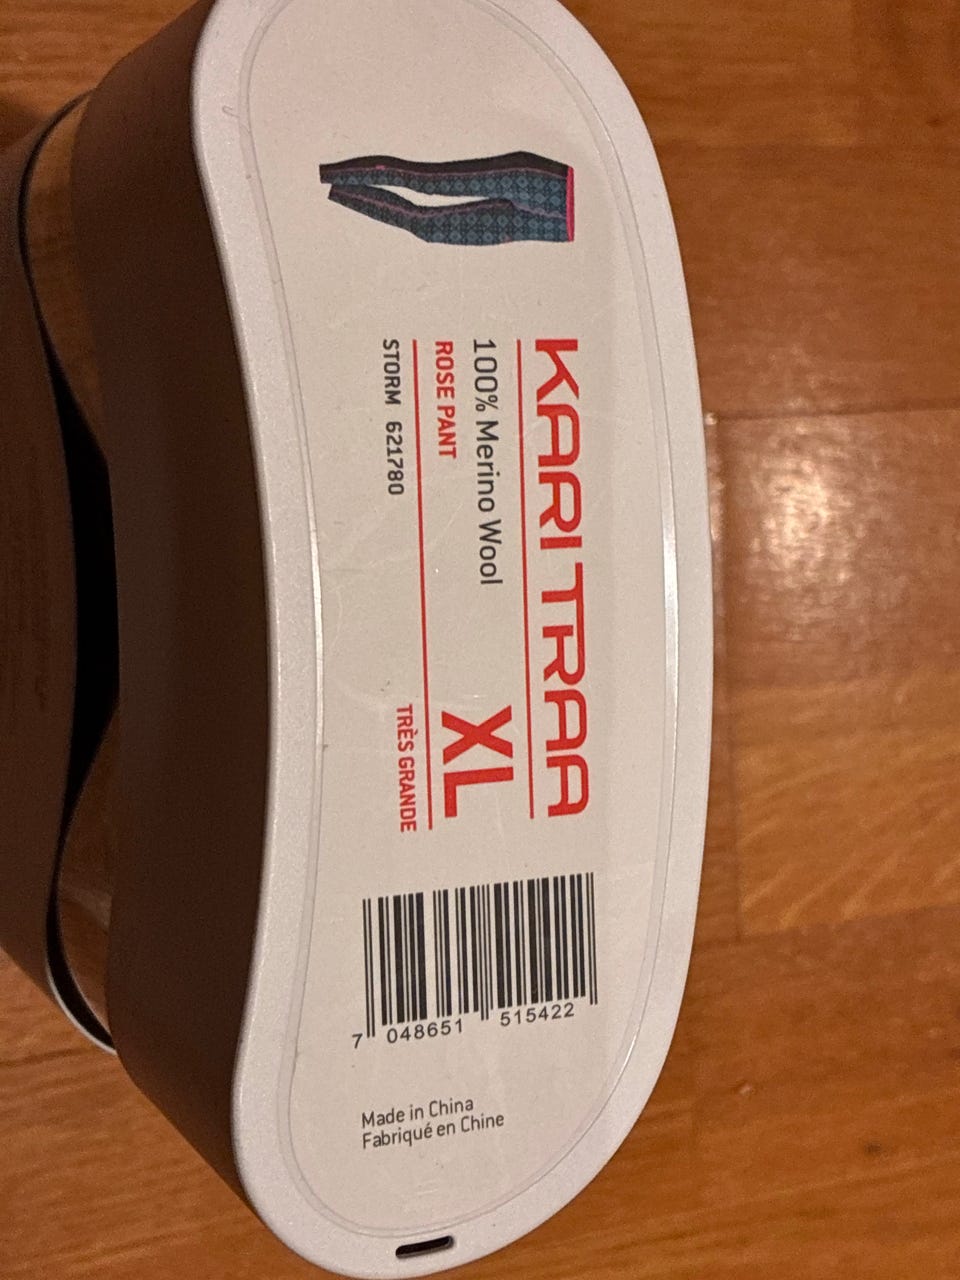 KARI TRAA
100% Merino Wool
ROSE PANT
STORM 621780
XL
TRÈS GRANDE
7 048651 515422
Made in China
Fabriqué en Chine